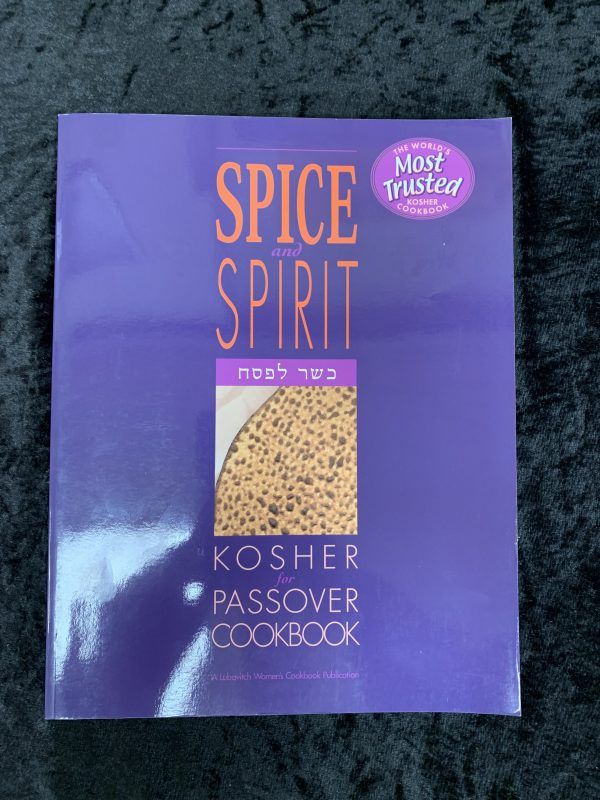 THE WORLD'S
Most
Trusted
KOSHER
COOKBOOK
SPICE
and
SPIRIT
כשר לפסח
KOSHER
for
PASSOVER
COOKBOOK
A Lubavitch Women's Cookbook Publication